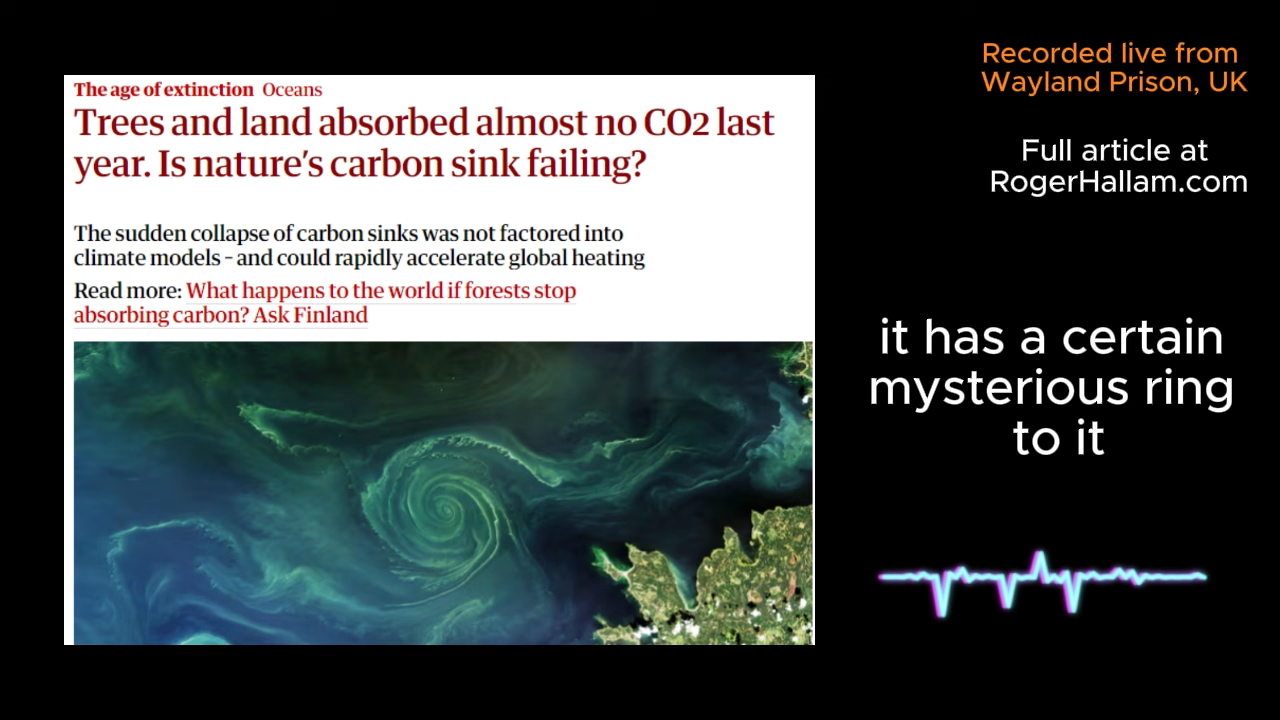 The age of extinction Oceans
Trees and land absorbed almost no CO2 last
year. Is nature's carbon sink failing?
The sudden collapse of carbon sinks was not factored into
climate models – and could rapidly accelerate global heating
Read more: What happens to the world if forests stop
absorbing carbon? Ask Finland
Recorded live from
Wayland Prison, UK
Full article at
RogerHallam.com
it has a certain
mysterious ring
to it